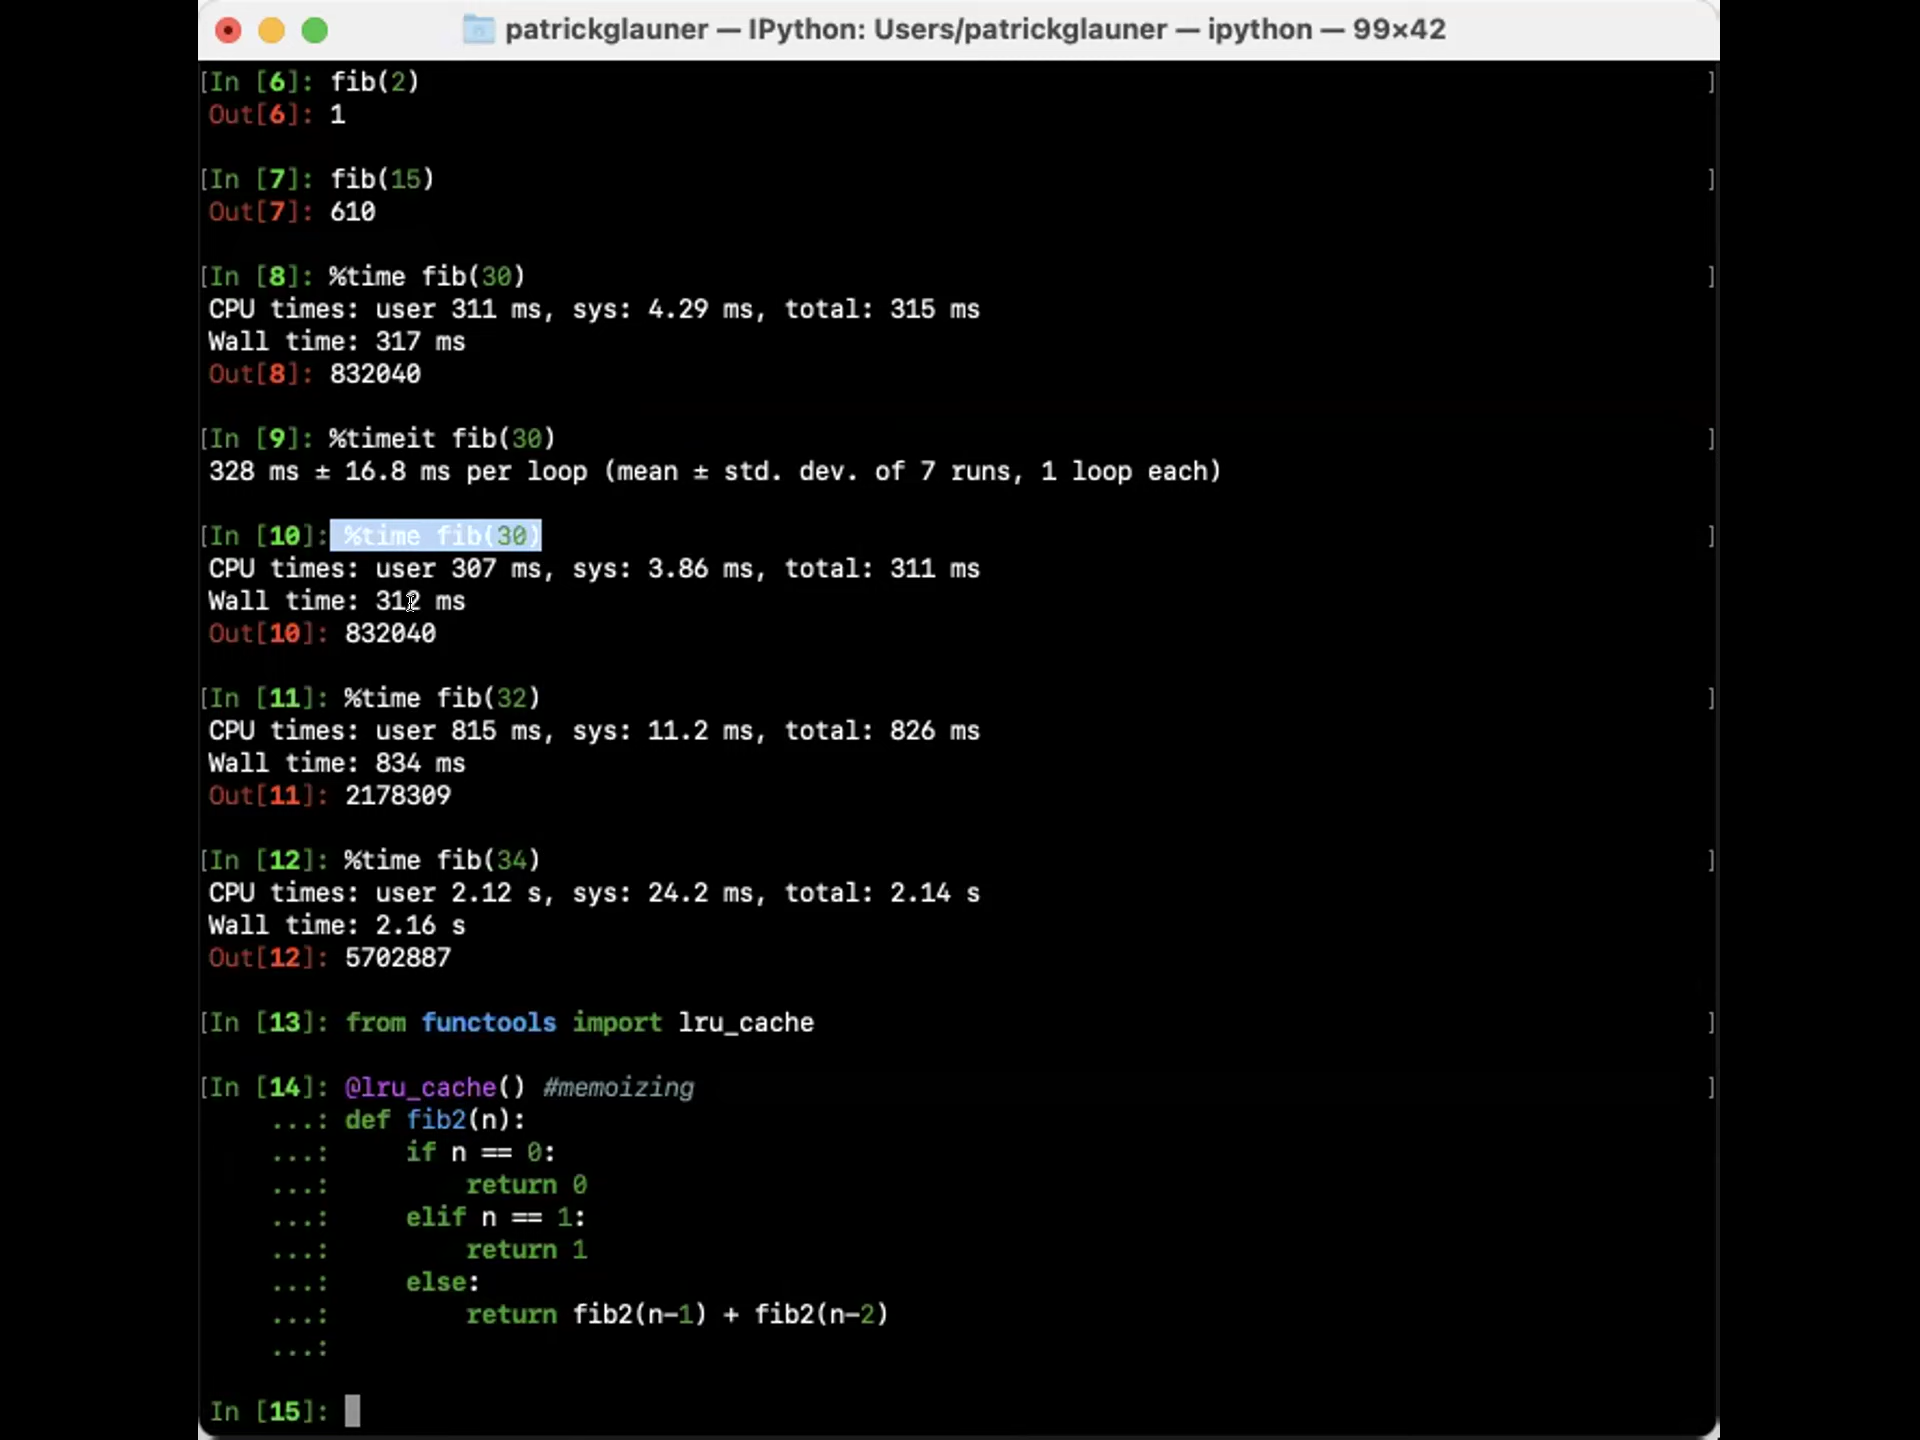 patrickglauner — IPython: Users/patrickglauner — ipython — 99×42
[In [6]: fib(2) ]
Out[6]: 1
[In [7]: fib(15) ]
Out[7]: 610
[In [8]: %time fib(30) ]
CPU times: user 311 ms, sys: 4.29 ms, total: 315 ms
Wall time: 317 ms
Out[8]: 832040
[In [9]: %timeit fib(30) ]
328 ms ± 16.8 ms per loop (mean ± std. dev. of 7 runs, 1 loop each)
[In [10]: %time fib(30) ]
CPU times: user 307 ms, sys: 3.86 ms, total: 311 ms
Wall time: 312 ms
Out[10]: 832040
[In [11]: %time fib(32) ]
CPU times: user 815 ms, sys: 11.2 ms, total: 826 ms
Wall time: 834 ms
Out[11]: 2178309
[In [12]: %time fib(34) ]
CPU times: user 2.12 s, sys: 24.2 ms, total: 2.14 s
Wall time: 2.16 s
Out[12]: 5702887
[In [13]: from functools import lru_cache ]
[In [14]: @lru_cache() #memoizing ]
...: def fib2(n):
...:     if n == 0:
...:         return 0
...:     elif n == 1:
...:         return 1
...:     else:
...:         return fib2(n-1) + fib2(n-2)
...:
In [15]: